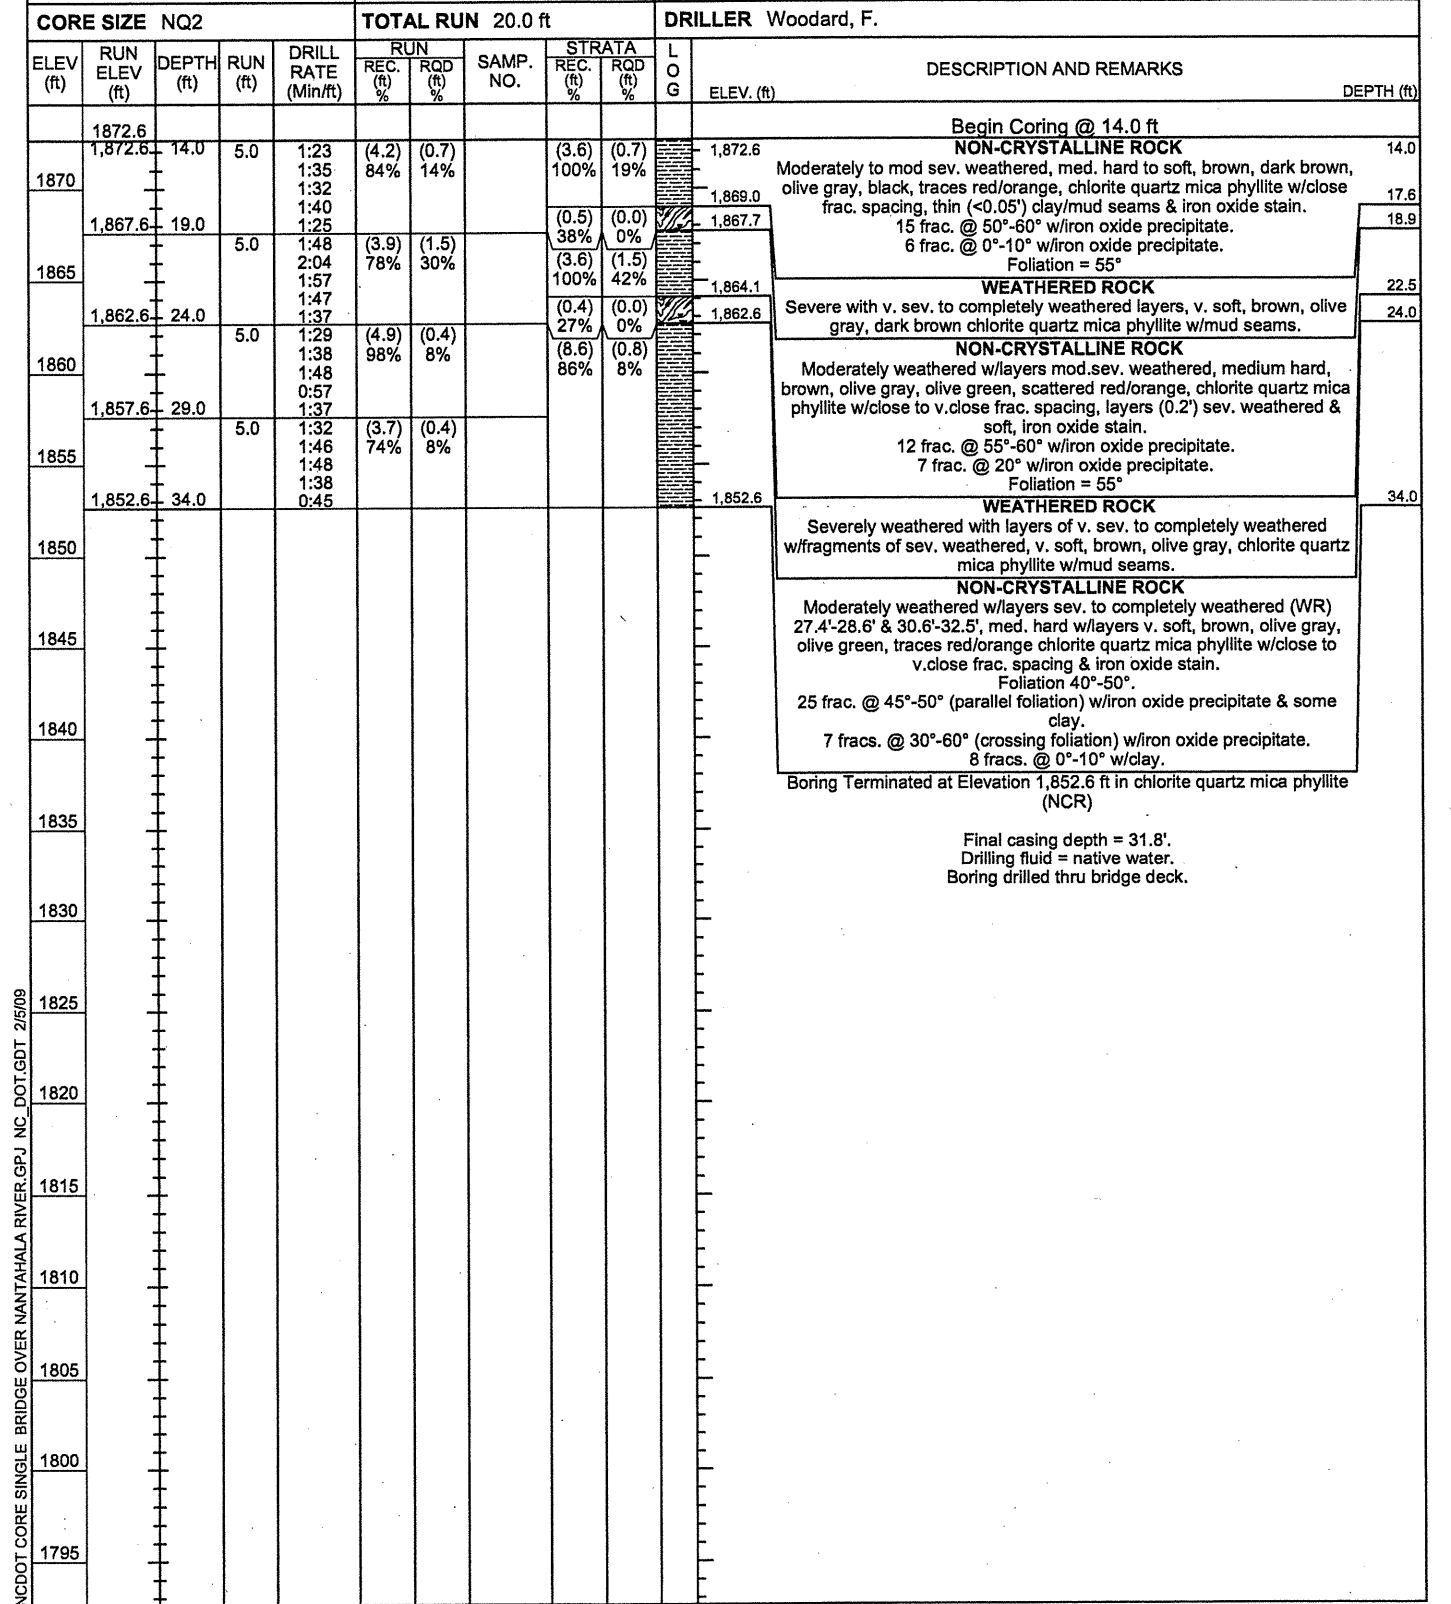 CORE SIZE NQ2 TOTAL RUN 20.0 ft DRILLER Woodard, F.
ELEV (ft) RUN ELEV (ft) DEPTH (ft) RUN (ft) DRILL RATE (Min/ft) RUN REC. (ft) % RQD (ft) % SAMP. NO. STRATA REC. (ft) % RQD (ft) % LOG ELEV. (ft) DESCRIPTION AND REMARKS DEPTH (ft)
1872.6 Begin Coring @ 14.0 ft
1,872.6 14.0 5.0 1:23 (4.2) (0.7) (3.6) (0.7) 1,872.6 NON-CRYSTALLINE ROCK 14.0
1:35 84% 14% 100% 19% Moderately to mod sev. weathered, med. hard to soft, brown, dark brown,
1870 1:32 olive gray, black, traces red/orange, chlorite quartz mica phyllite w/close
1:40 1,869.0 frac. spacing, thin (<0.05') clay/mud seams & iron oxide stain. 17.6
1,867.6 19.0 1:25 (0.5) (0.0) 1,867.7 15 frac. @ 50°-60° w/iron oxide precipitate. 18.9
38% 0%
5.0 1:48 (3.9) (1.5) 6 frac. @ 0°-10° w/iron oxide precipitate.
2:04 78% 30% (3.6) (1.5) Foliation = 55°
1865 1:57 100% 42%
1:47 1,864.1 WEATHERED ROCK 22.5
1,862.6 24.0 1:37 (0.4) (0.0) 1,862.6 Severe with v. sev. to completely weathered layers, v. soft, brown, olive 24.0
27% 0% gray, dark brown chlorite quartz mica phyllite w/mud seams.
5.0 1:29 (4.9) (0.4) (8.6) (0.8) NON-CRYSTALLINE ROCK
1:38 98% 8% 86% 8% Moderately weathered w/layers mod.sev. weathered, medium hard,
1860 1:48 brown, olive gray, olive green, scattered red/orange, chlorite quartz mica
0:57 phyllite w/close to v.close frac. spacing, layers (0.2') sev. weathered &
1,857.6 29.0 1:37 soft, iron oxide stain.
5.0 1:32 (3.7) (0.4) 12 frac. @ 55°-60° w/iron oxide precipitate.
1:46 74% 8% 7 frac. @ 20° w/iron oxide precipitate.
1855 1:48 Foliation = 55°
1:38
1,852.6 34.0 0:45 1,852.6 WEATHERED ROCK 34.0
Severely weathered with layers of v. sev. to completely weathered
1850 w/fragments of sev. weathered, v. soft, brown, olive gray, chlorite quartz
mica phyllite w/mud seams.
NON-CRYSTALLINE ROCK
Moderately weathered w/layers sev. to completely weathered (WR)
1845 27.4'-28.6' & 30.6'-32.5', med. hard w/layers v. soft, brown, olive gray,
olive green, traces red/orange chlorite quartz mica phyllite w/close to
v.close frac. spacing & iron oxide stain.
Foliation 40°-50°.
25 frac. @ 45°-50° (parallel foliation) w/iron oxide precipitate & some
1840 clay.
7 fracs. @ 30°-60° (crossing foliation) w/iron oxide precipitate.
8 fracs. @ 0°-10° w/clay.
Boring Terminated at Elevation 1,852.6 ft in chlorite quartz mica phyllite
(NCR)
1835
Final casing depth = 31.8'.
Drilling fluid = native water.
Boring drilled thru bridge deck.
1830
1825
1820
1815
1810
1805
1800
1795
NCDOT CORE SINGLE BRIDGE OVER NANTAHALA RIVER.GPJ NC_DOT.GDT 2/5/09